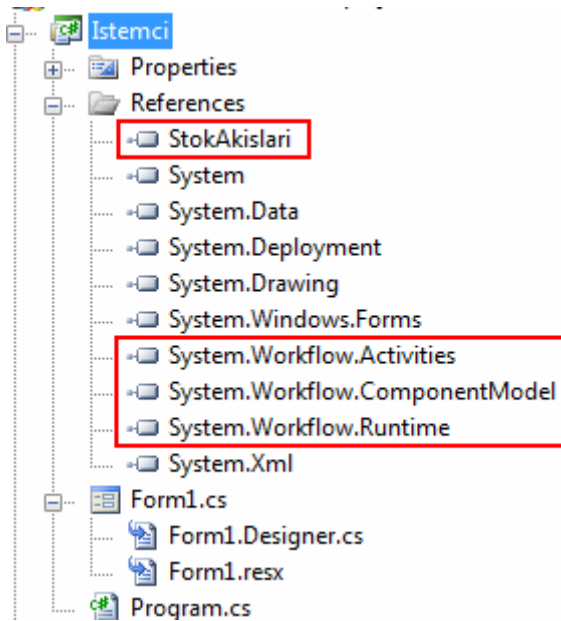 Istemci
Properties
References
StokAkislari
System
System.Data
System.Deployment
System.Drawing
System.Windows.Forms
System.Workflow.Activities
System.Workflow.ComponentModel
System.Workflow.Runtime
System.Xml
Form1.cs
Form1.Designer.cs
Form1.resx
Program.cs